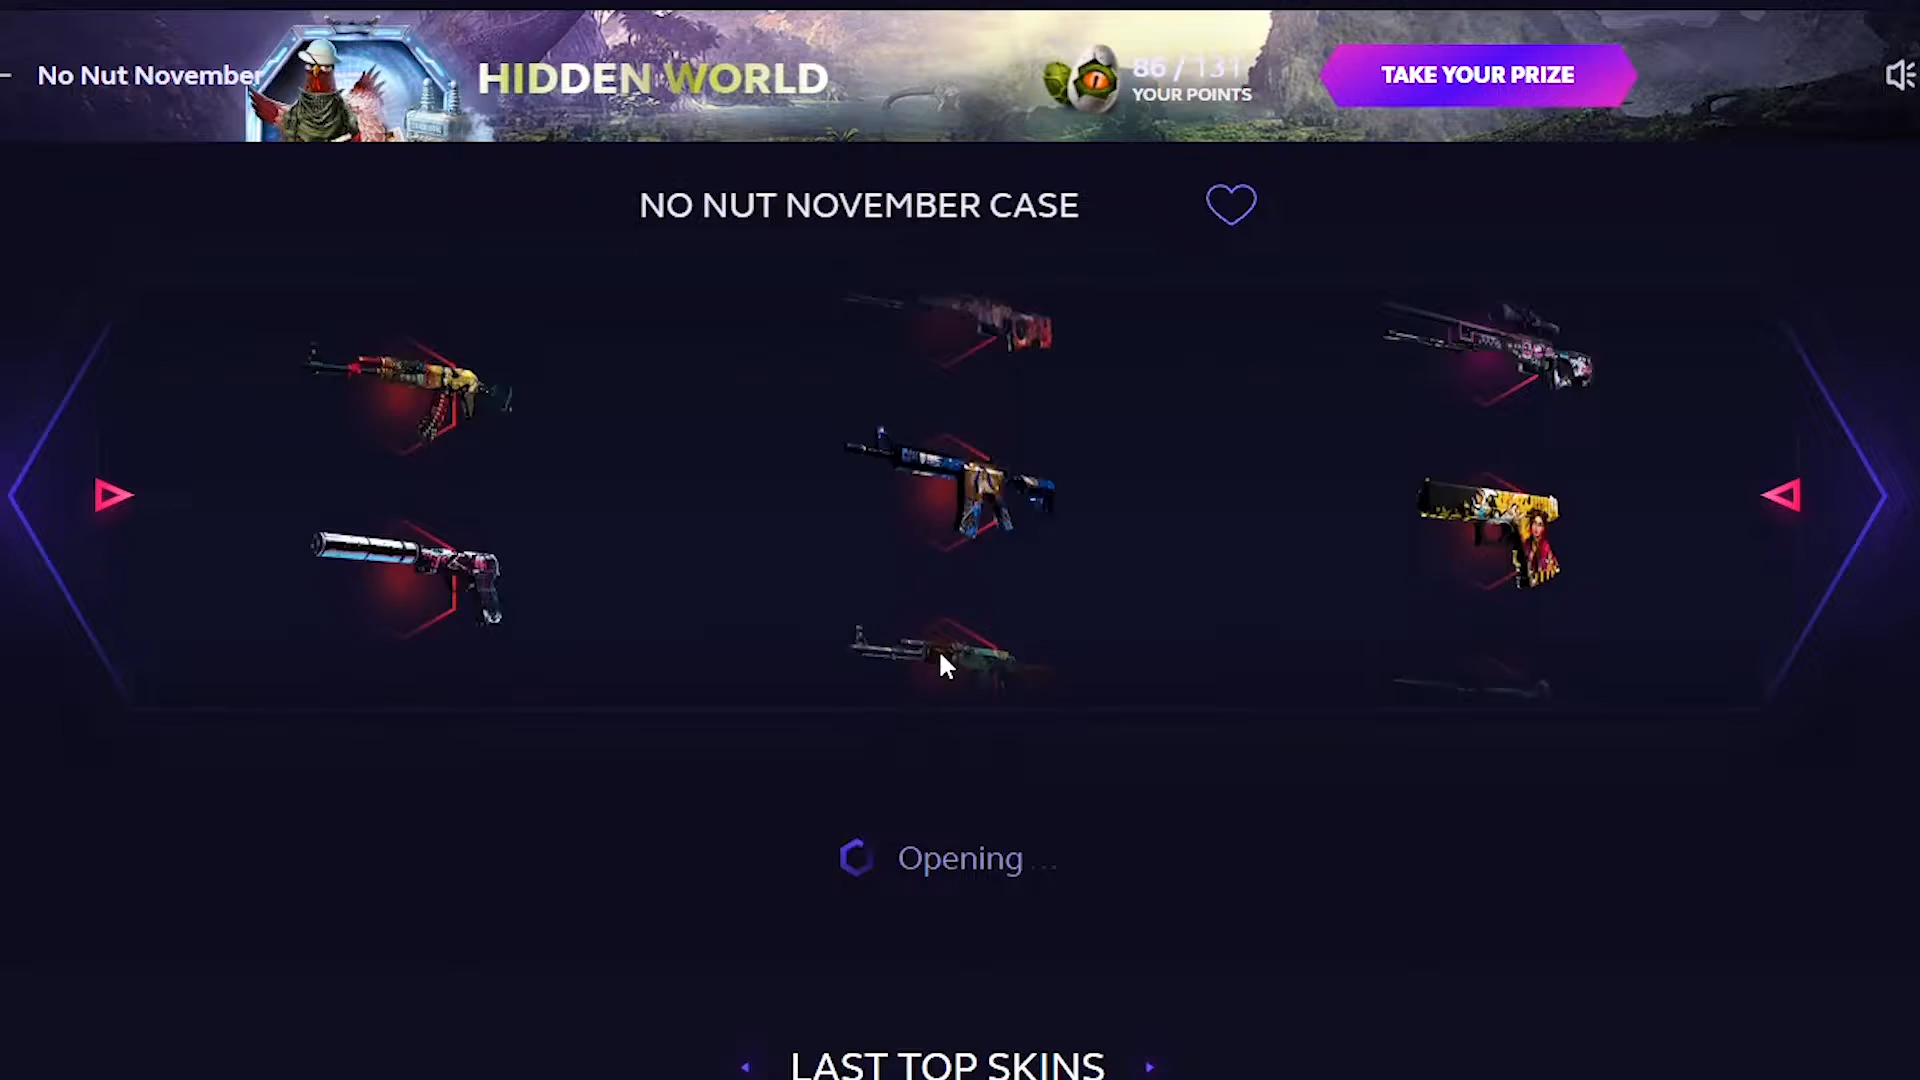 No Nut November
HIDDEN WORLD
86 / 131
YOUR POINTS
TAKE YOUR PRIZE
NO NUT NOVEMBER CASE
Opening ...
LAST TOP SKINS